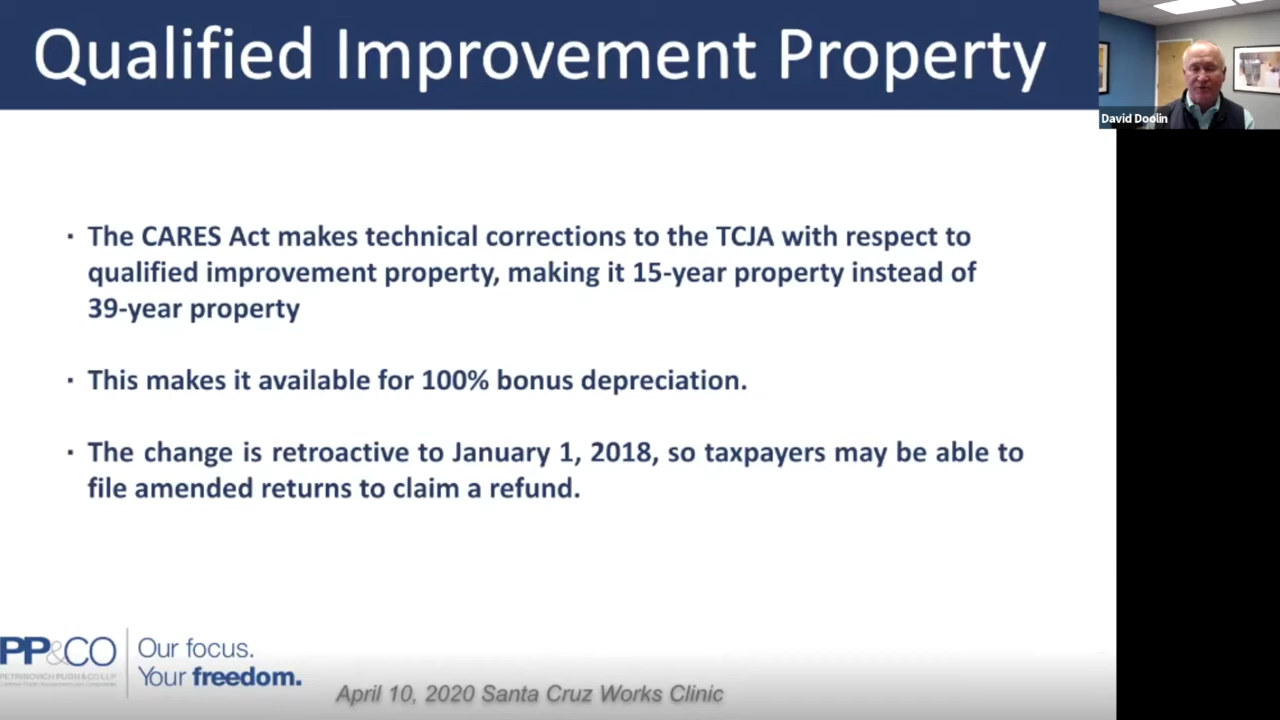 Qualified Improvement Property
David Doolin
· The CARES Act makes technical corrections to the TCJA with respect to
qualified improvement property, making it 15-year property instead of
39-year property
· This makes it available for 100% bonus depreciation.
· The change is retroactive to January 1, 2018, so taxpayers may be able to
file amended returns to claim a refund.
PP&CO
PETRINOVICH PUGH & CO LLP
Our focus.
Your freedom.
April 10, 2020 Santa Cruz Works Clinic